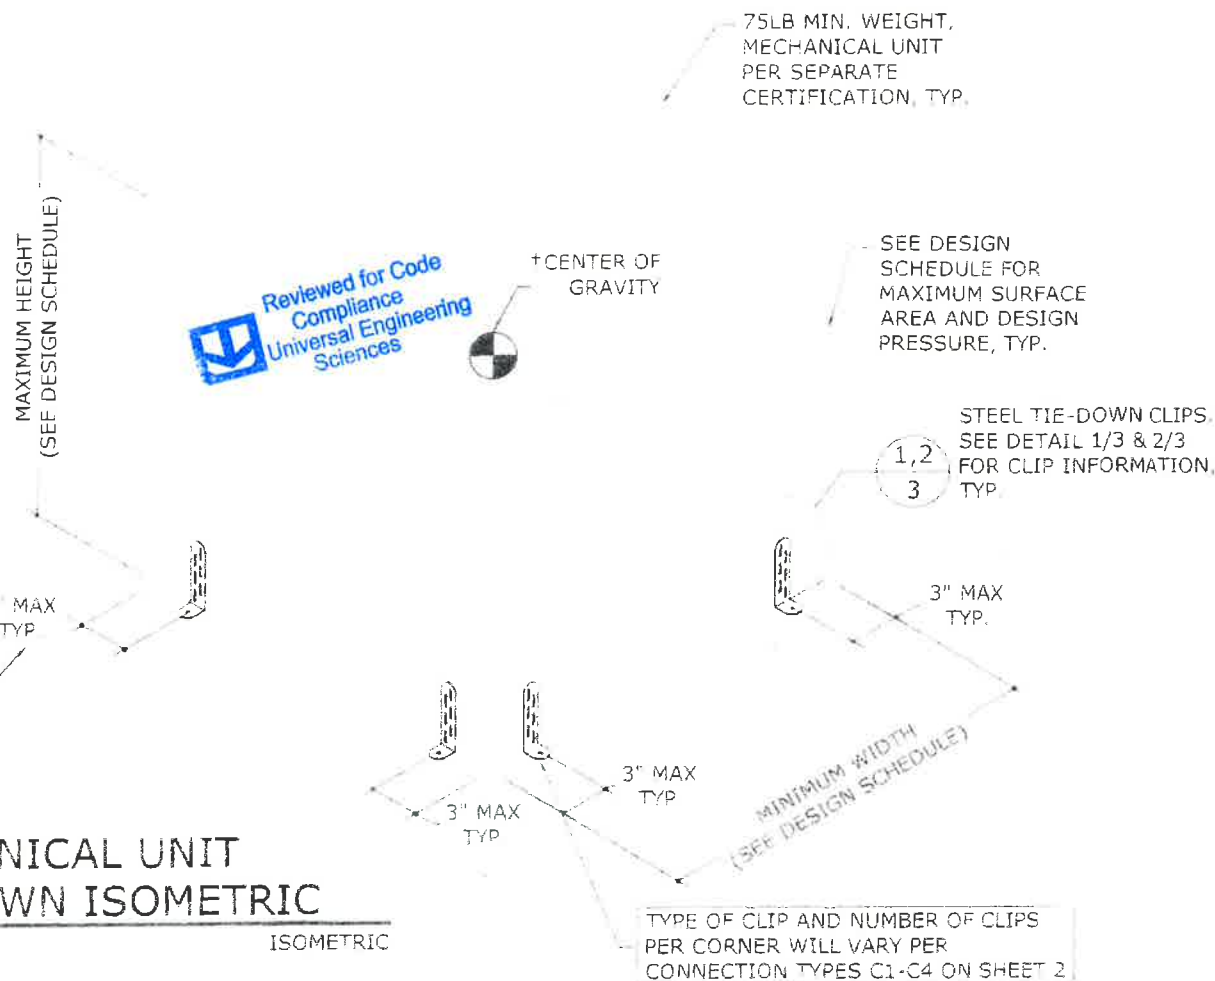 75LB MIN. WEIGHT,
MECHANICAL UNIT
PER SEPARATE
CERTIFICATION, TYP.
MAXIMUM HEIGHT
(SEE DESIGN SCHEDULE)
Reviewed for Code
Compliance
Universal Engineering
Sciences
+CENTER OF
GRAVITY
SEE DESIGN
SCHEDULE FOR
MAXIMUM SURFACE
AREA AND DESIGN
PRESSURE, TYP.
1,2
3
STEEL TIE-DOWN CLIPS.
SEE DETAIL 1/3 & 2/3
FOR CLIP INFORMATION,
TYP.
MAX
TYP
3" MAX
TYP.
3" MAX
TYP
3" MAX
TYP
MINIMUM WIDTH
(SEE DESIGN SCHEDULE)
NICAL UNIT
WN ISOMETRIC
ISOMETRIC
TYPE OF CLIP AND NUMBER OF CLIPS
PER CORNER WILL VARY PER
CONNECTION TYPES C1-C4 ON SHEET 2